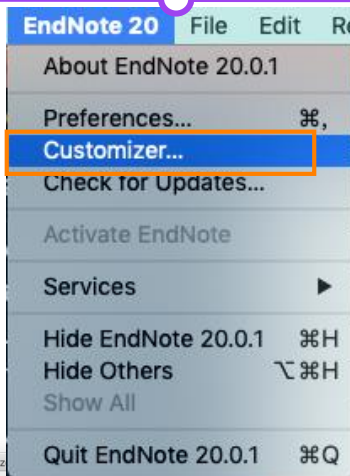 EndNote 20 File Edit Re
About EndNote 20.0.1
Preferences... ⌘,
Customizer...
Check for Updates...
Activate EndNote
Services ▶
Hide EndNote 20.0.1 ⌘H
Hide Others ⌥⌘H
Show All
Quit EndNote 20.0.1 ⌘Q